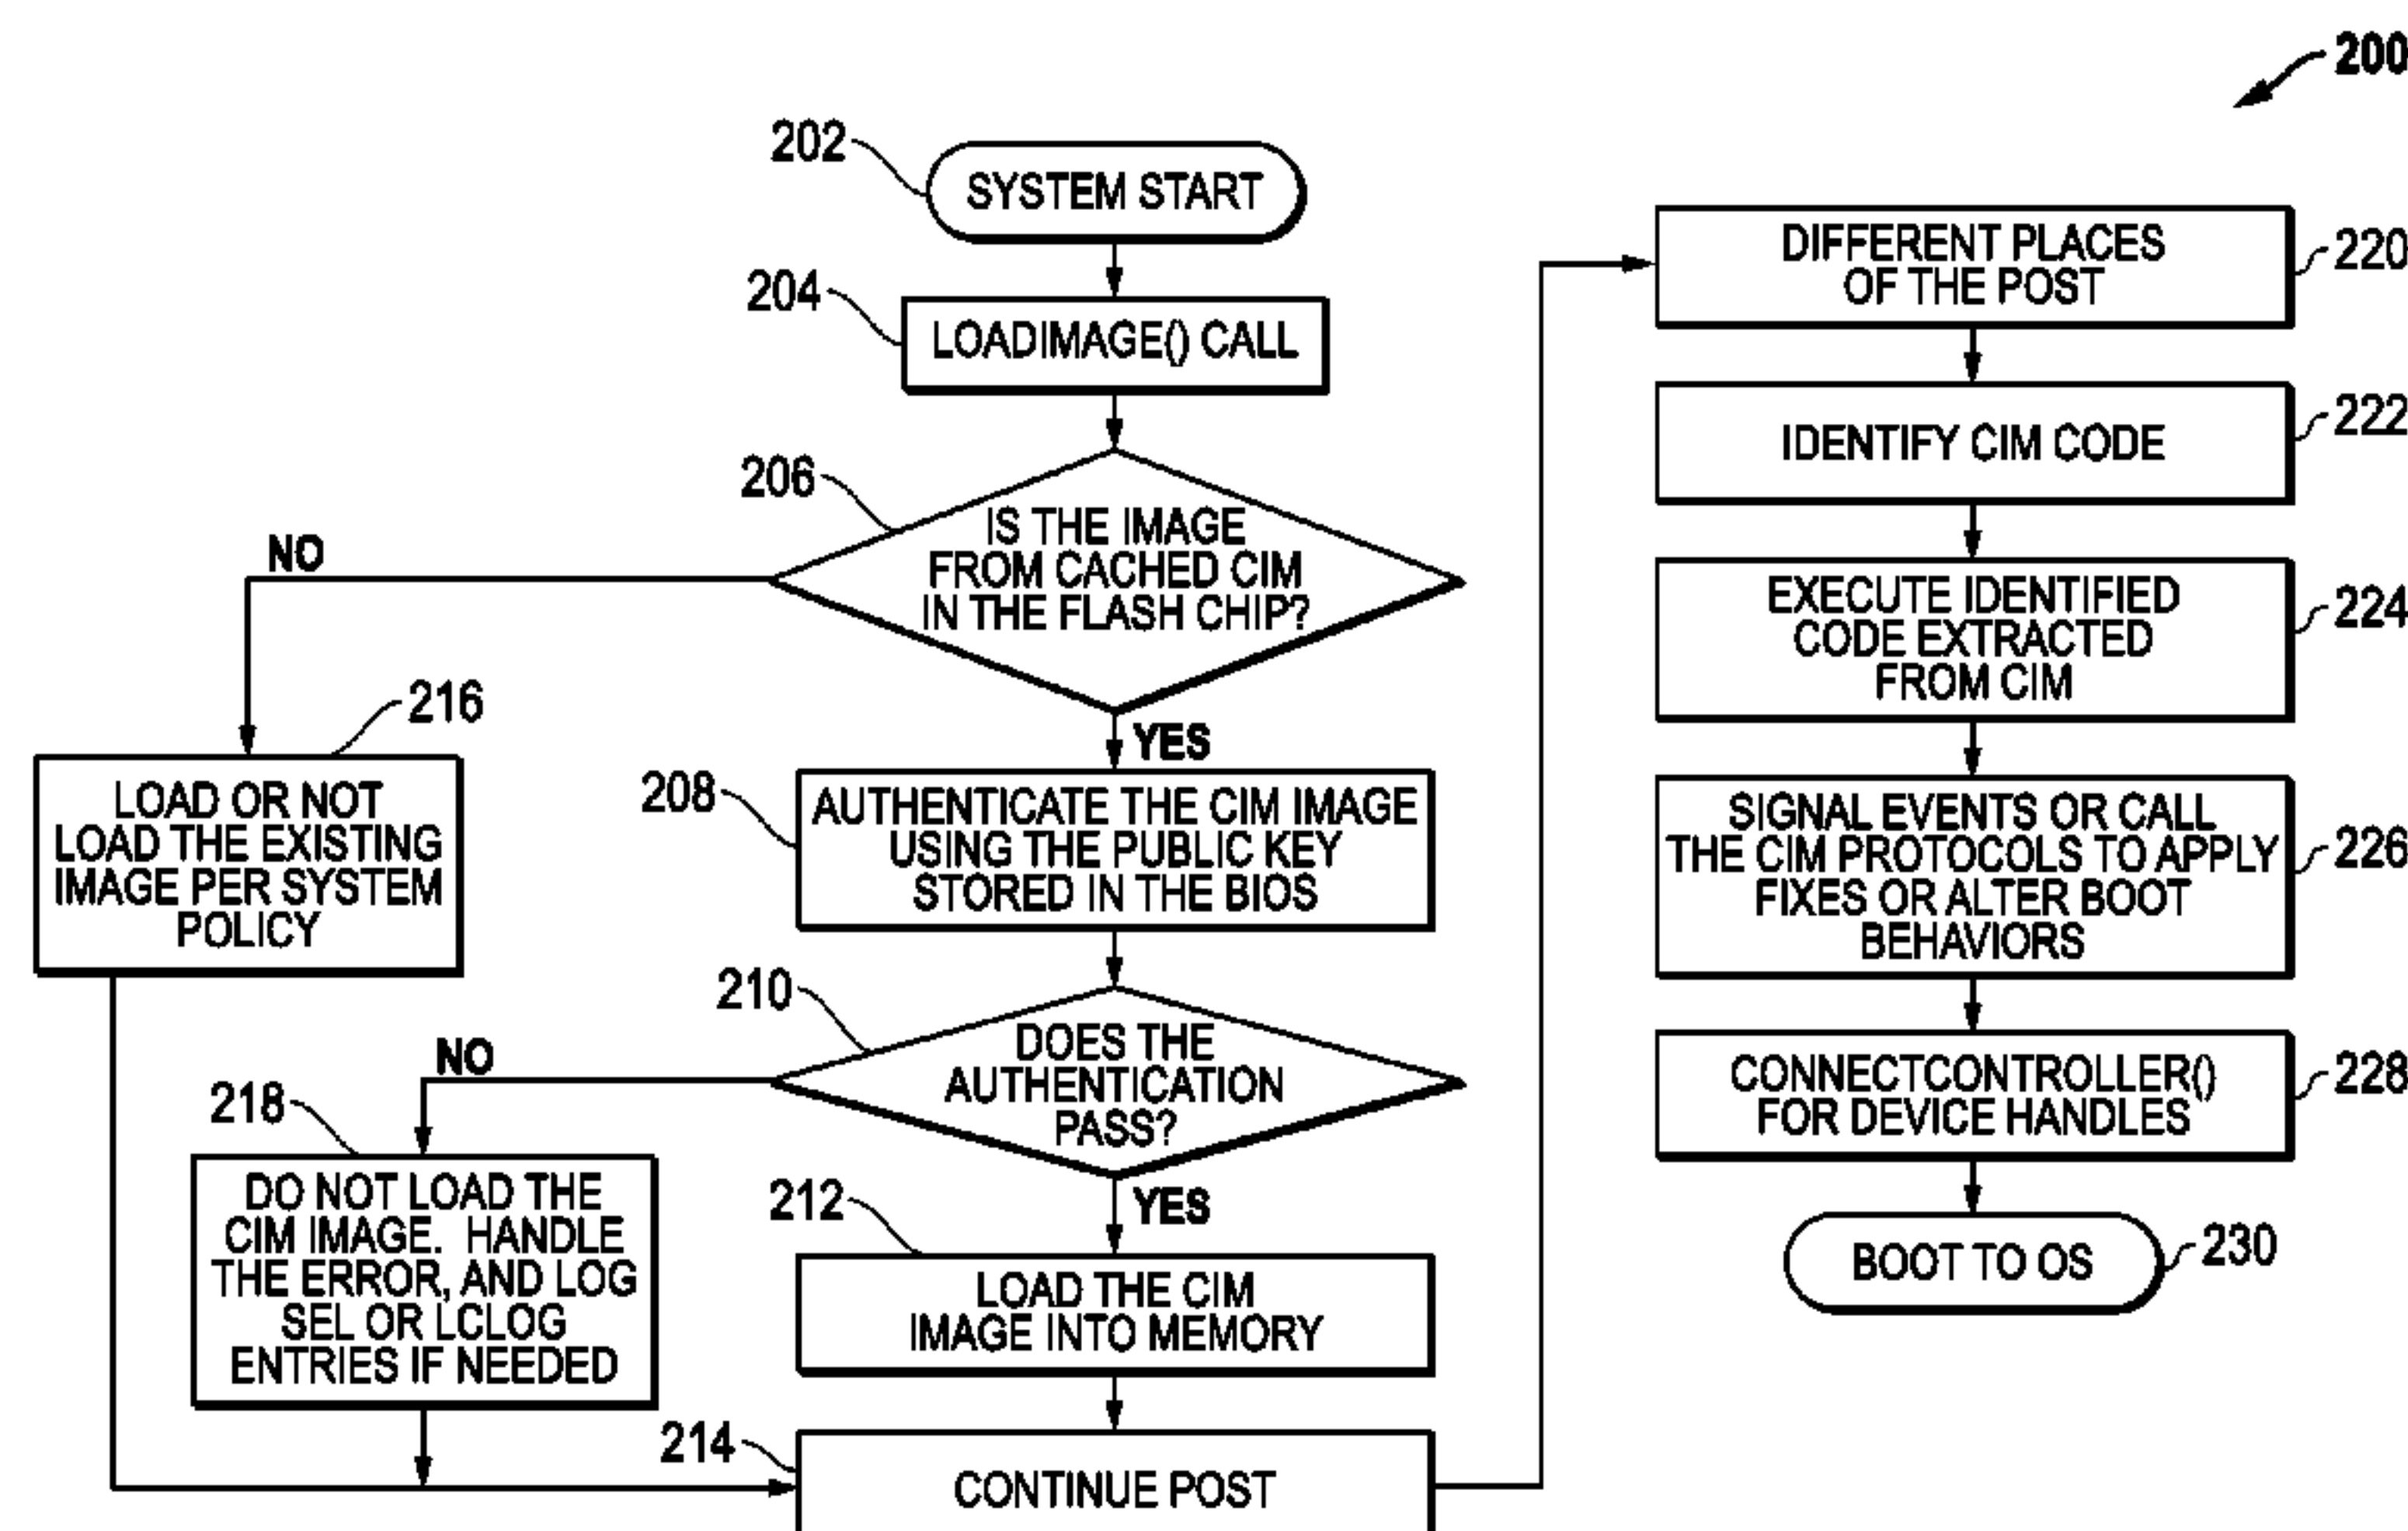 200
202
SYSTEM START
204
LOADIMAGE() CALL
206
IS THE IMAGE
FROM CACHED CIM
IN THE FLASH CHIP?
NO
YES
216
LOAD OR NOT
LOAD THE EXISTING
IMAGE PER SYSTEM
POLICY
208
AUTHENTICATE THE CIM IMAGE
USING THE PUBLIC KEY
STORED IN THE BIOS
210
DOES THE
AUTHENTICATION
PASS?
NO
YES
218
DO NOT LOAD THE
CIM IMAGE. HANDLE
THE ERROR, AND LOG
SEL OR LCLOG
ENTRIES IF NEEDED
212
LOAD THE CIM
IMAGE INTO MEMORY
214
CONTINUE POST
DIFFERENT PLACES
OF THE POST
220
IDENTIFY CIM CODE
222
EXECUTE IDENTIFIED
CODE EXTRACTED
FROM CIM
224
SIGNAL EVENTS OR CALL
THE CIM PROTOCOLS TO APPLY
FIXES OR ALTER BOOT
BEHAVIORS
226
CONNECTCONTROLLER()
FOR DEVICE HANDLES
228
BOOT TO OS
230